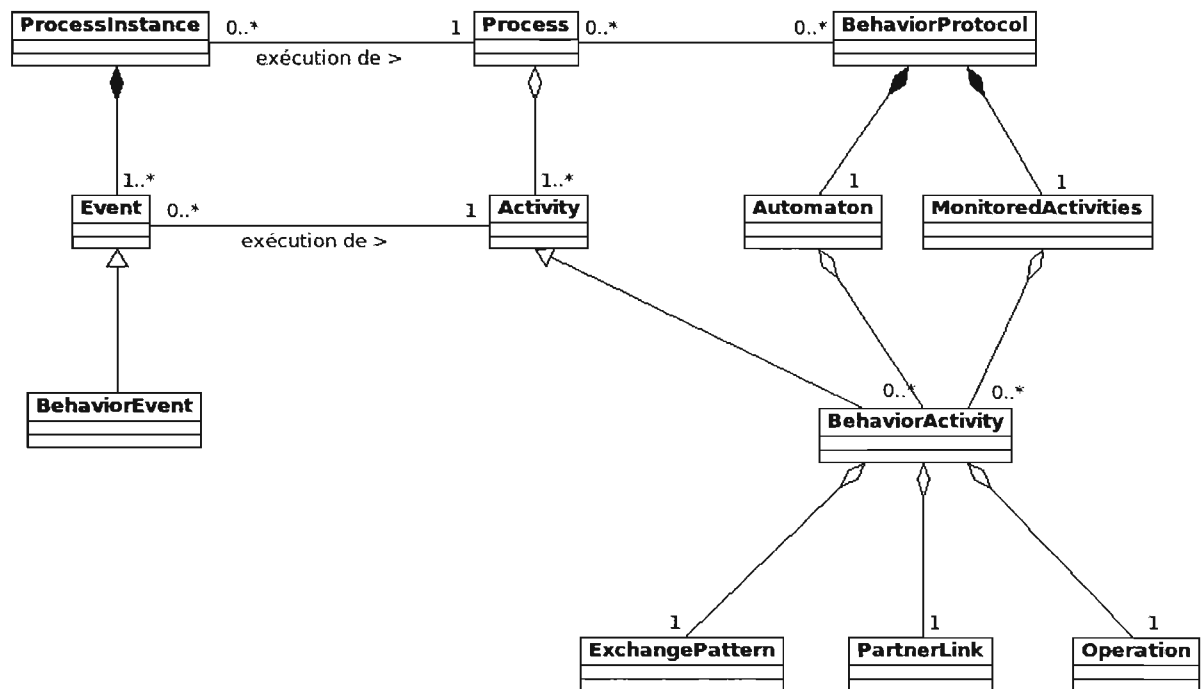 ProcessInstance
0..*
1
Process
0..*
0..*
BehaviorProtocol
exécution de >
1..*
1..*
1
1
Event
0..*
1
Activity
Automaton
MonitoredActivities
exécution de >
0..*
0..*
BehaviorEvent
BehaviorActivity
1
1
1
ExchangePattern
PartnerLink
Operation